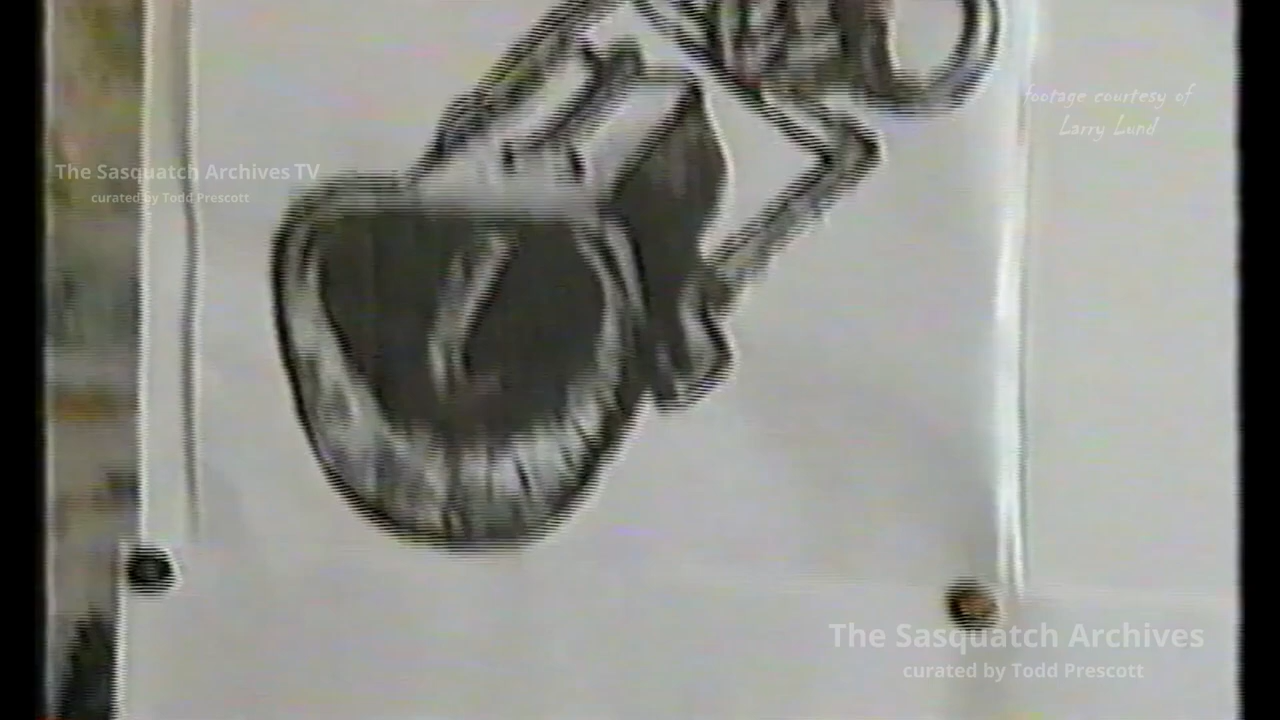 footage courtesy of
Larry Lund
The Sasquatch Archives TV
curated by Todd Prescott
The Sasquatch Archives
curated by Todd Prescott